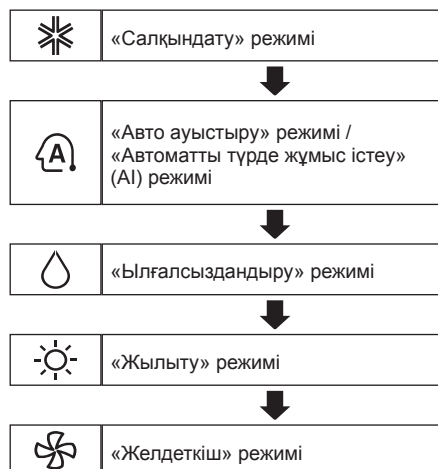 «Салқындату» режимі
«Авто ауыстыру» режимі /
«Автоматты түрде жұмыс істеу»
(AI) режимі
«Ылғалсыздандыру» режимі
«Жылыту» режимі
«Желдеткіш» режимі